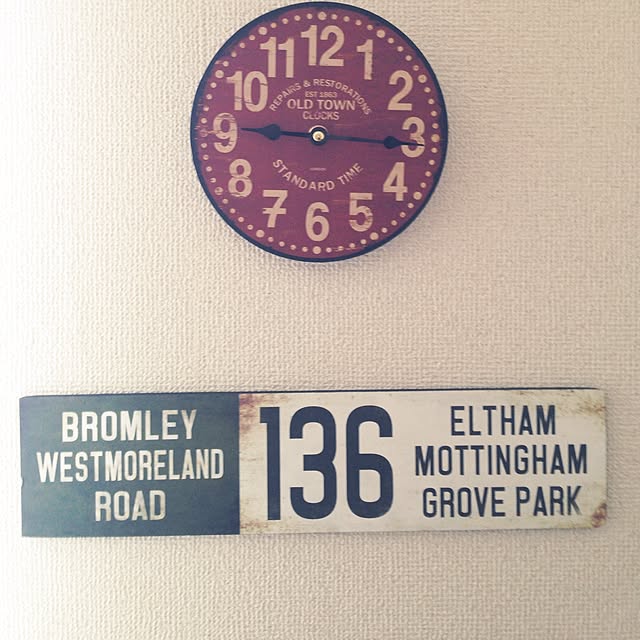 12
1
2
3
4
5
6
7
8
9
10
11
REPAIRS & RESTORATIONS
EST 1863
OLD TOWN
CLOCKS
STANDARD TIME
BROMLEY
WESTMORELAND
ROAD
136
ELTHAM
MOTTINGHAM
GROVE PARK